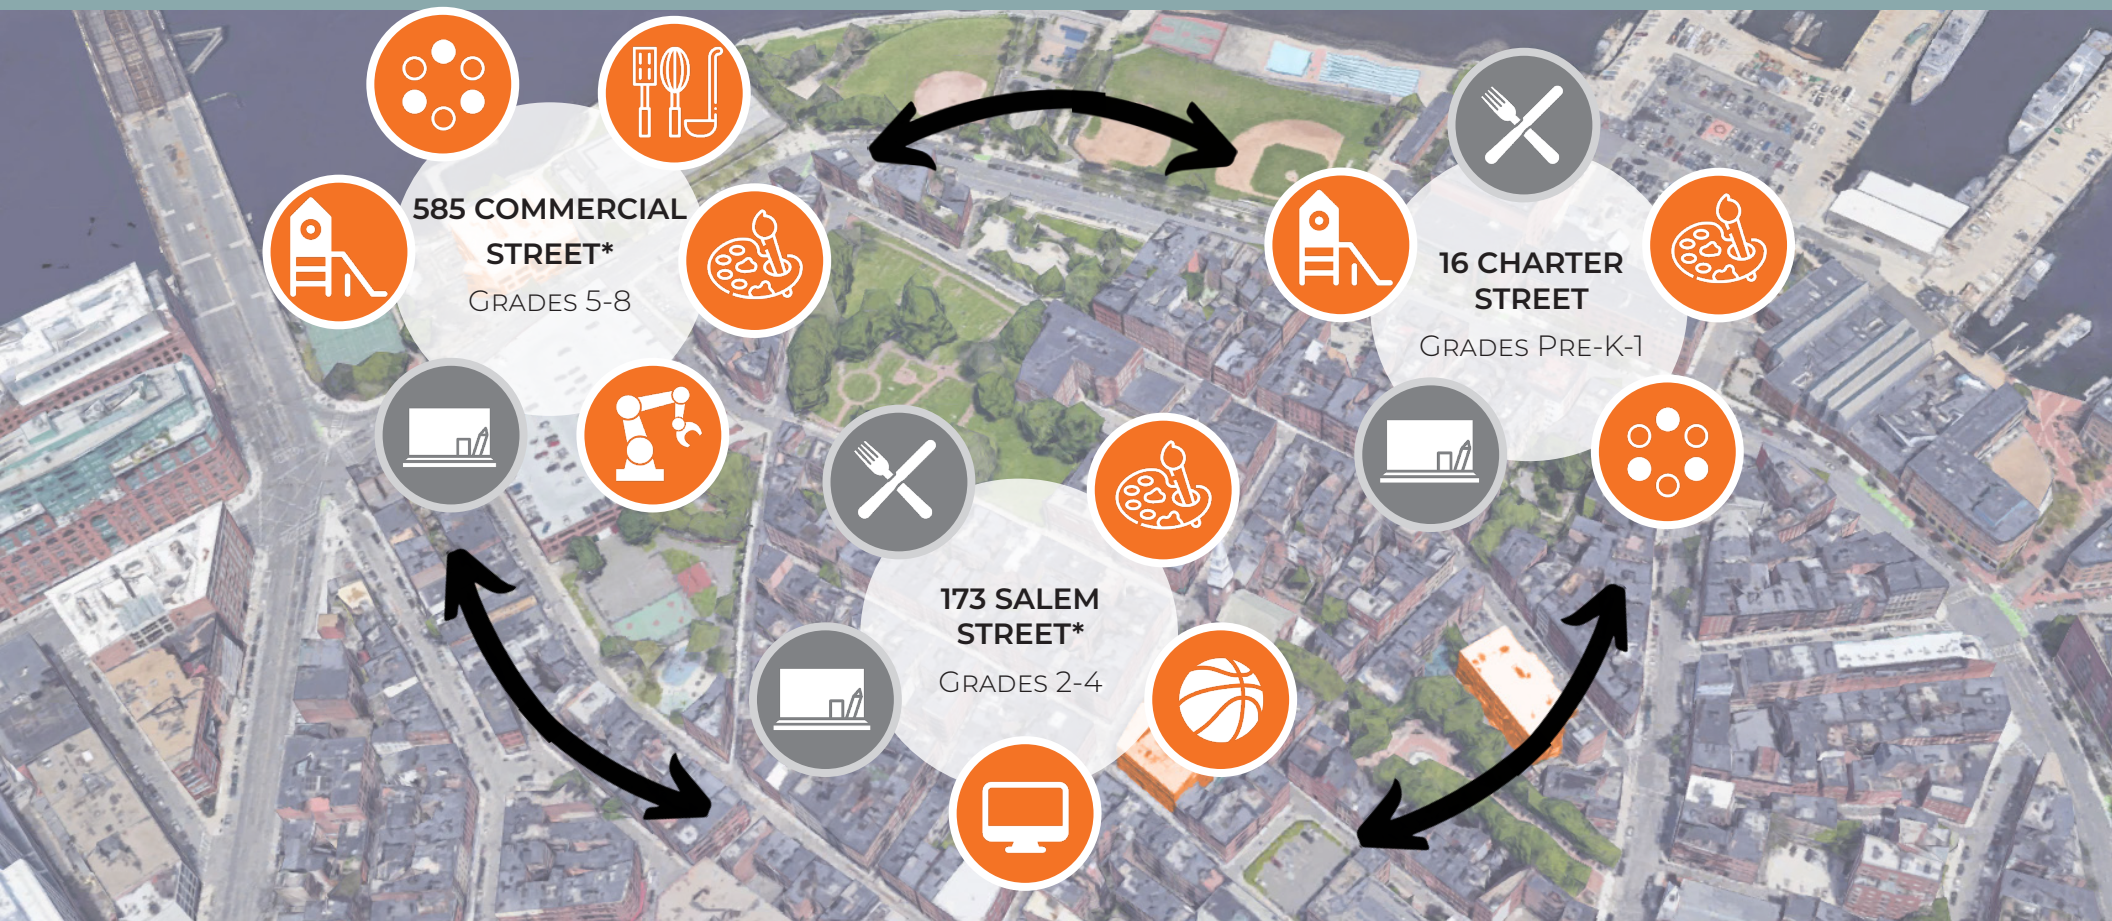 585 COMMERCIAL
STREET*
GRADES 5-8
16 CHARTER
STREET
GRADES PRE-K-1
173 SALEM
STREET*
GRADES 2-4